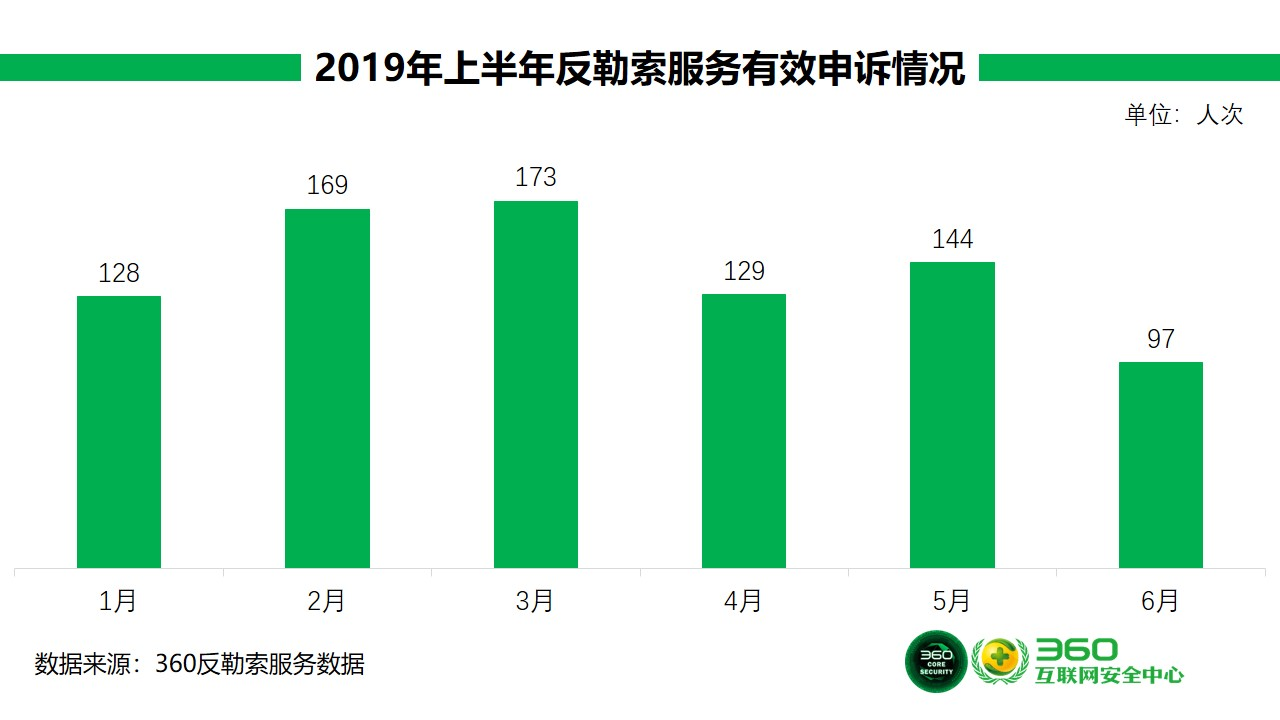 2019年上半年反勒索服务有效申诉情况
单位：人次
128
169
173
129
144
97
1月
2月
3月
4月
5月
6月
数据来源：360反勒索服务数据
360
CORE
SECURITY
360
互联网安全中心